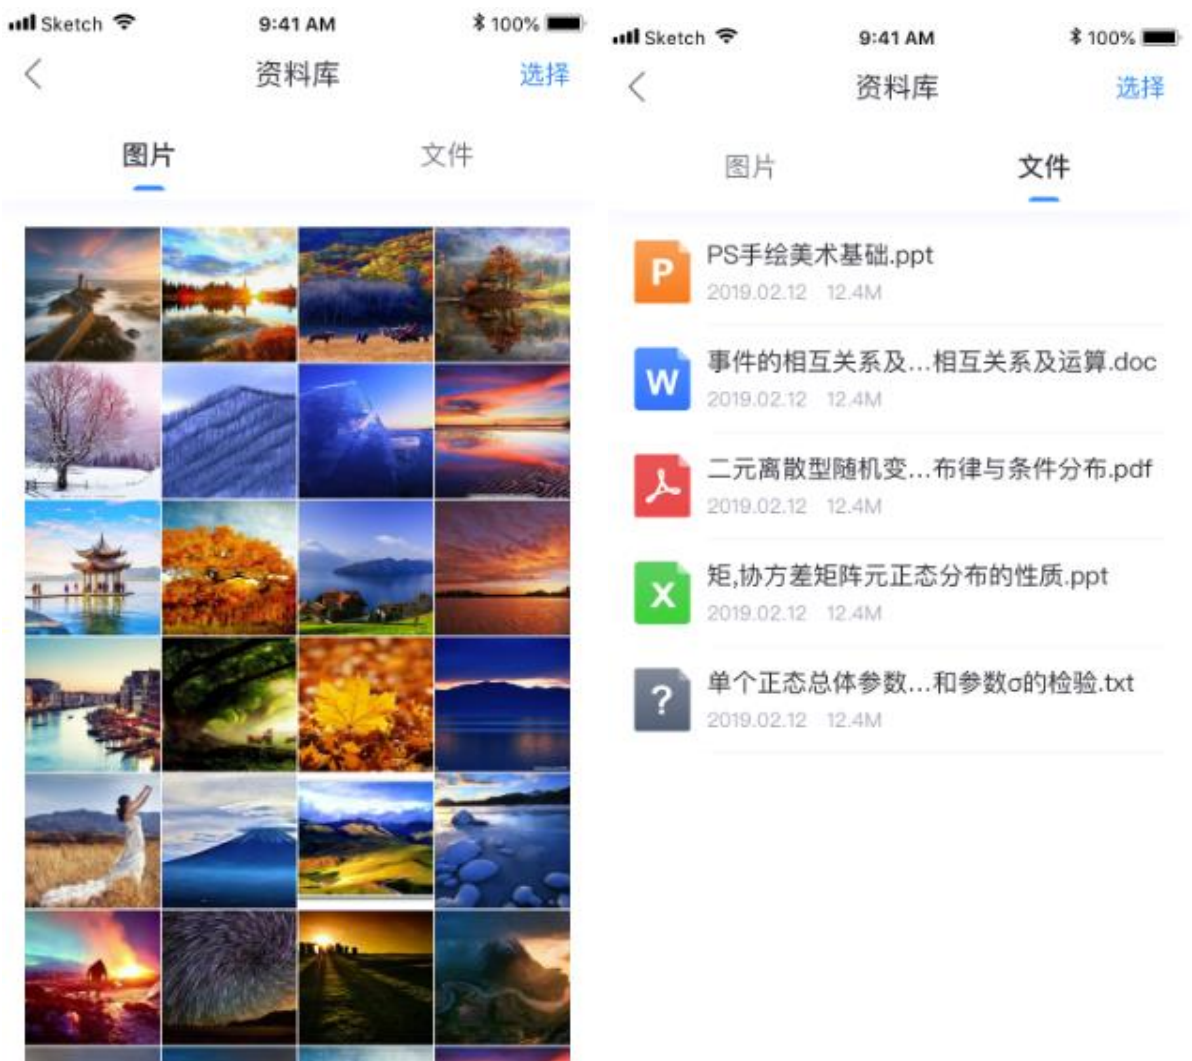 Sketch 9:41 AM 100%
资料库 选择
图片 文件
Sketch 9:41 AM 100%
资料库 选择
图片 文件
P PS手绘美术基础.ppt
2019.02.12 12.4M
W 事件的相互关系及...相互关系及运算.doc
2019.02.12 12.4M
二元离散型随机变...布律与条件分布.pdf
2019.02.12 12.4M
X 矩,协方差矩阵元正态分布的性质.ppt
2019.02.12 12.4M
? 单个正态总体参数...和参数σ的检验.txt
2019.02.12 12.4M